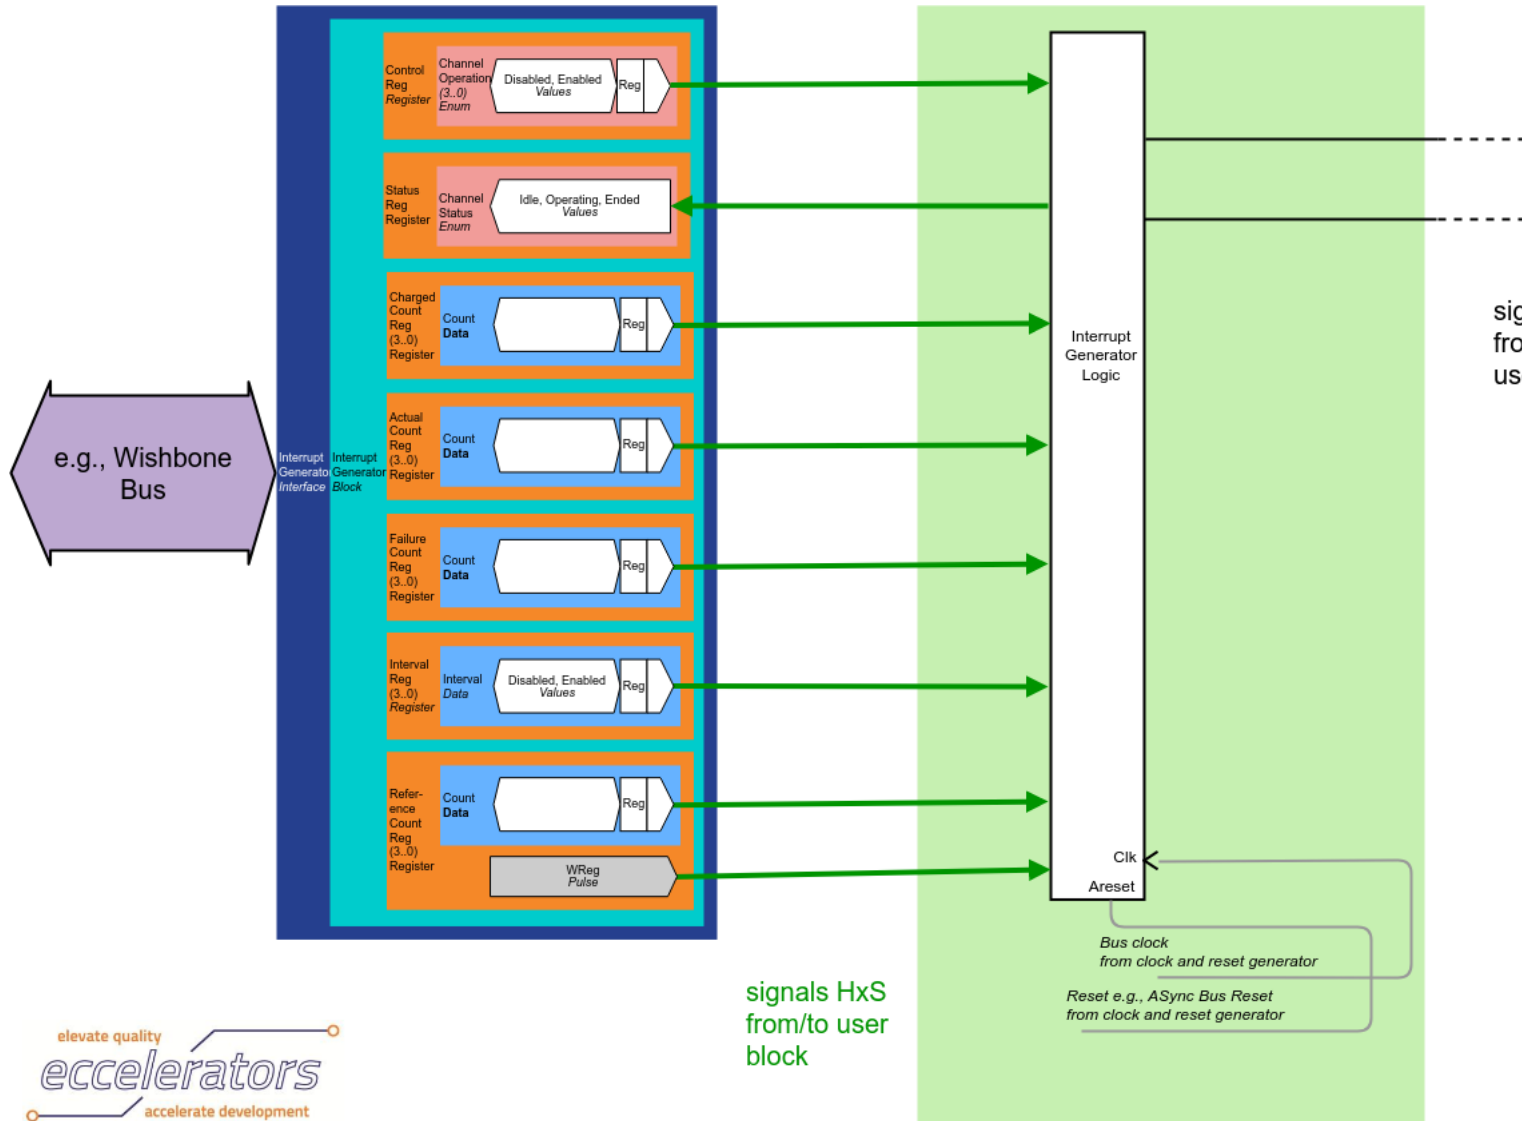 Control
Reg
Register
Channel
Operation
(3..0)
Enum
Disabled, Enabled
Values
Reg
Status
Reg
Register
Channel
Status
Enum
Idle, Operating, Ended
Values
Charged
Count
Reg
(3..0)
Register
Count
Data
Reg
Actual
Count
Reg
(3..0)
Register
Count
Data
Reg
Failure
Count
Reg
(3..0)
Register
Count
Data
Reg
Interval
Reg
(3..0)
Register
Interval
Data
Disabled, Enabled
Values
Reg
Refer-
ence
Count
Reg
(3..0)
Register
Count
Data
Reg
WReg
Pulse
e.g., Wishbone
Bus
Interrupt
Generato
Interface
Interrupt
Generator
Block
Interrupt
Generator
Logic
Clk
Areset
Bus clock
from clock and reset generator
Reset e.g., ASync Bus Reset
from clock and reset generator
signals HxS
from/to user
block
sig
fro
us
elevate quality
eccelerators
accelerate development